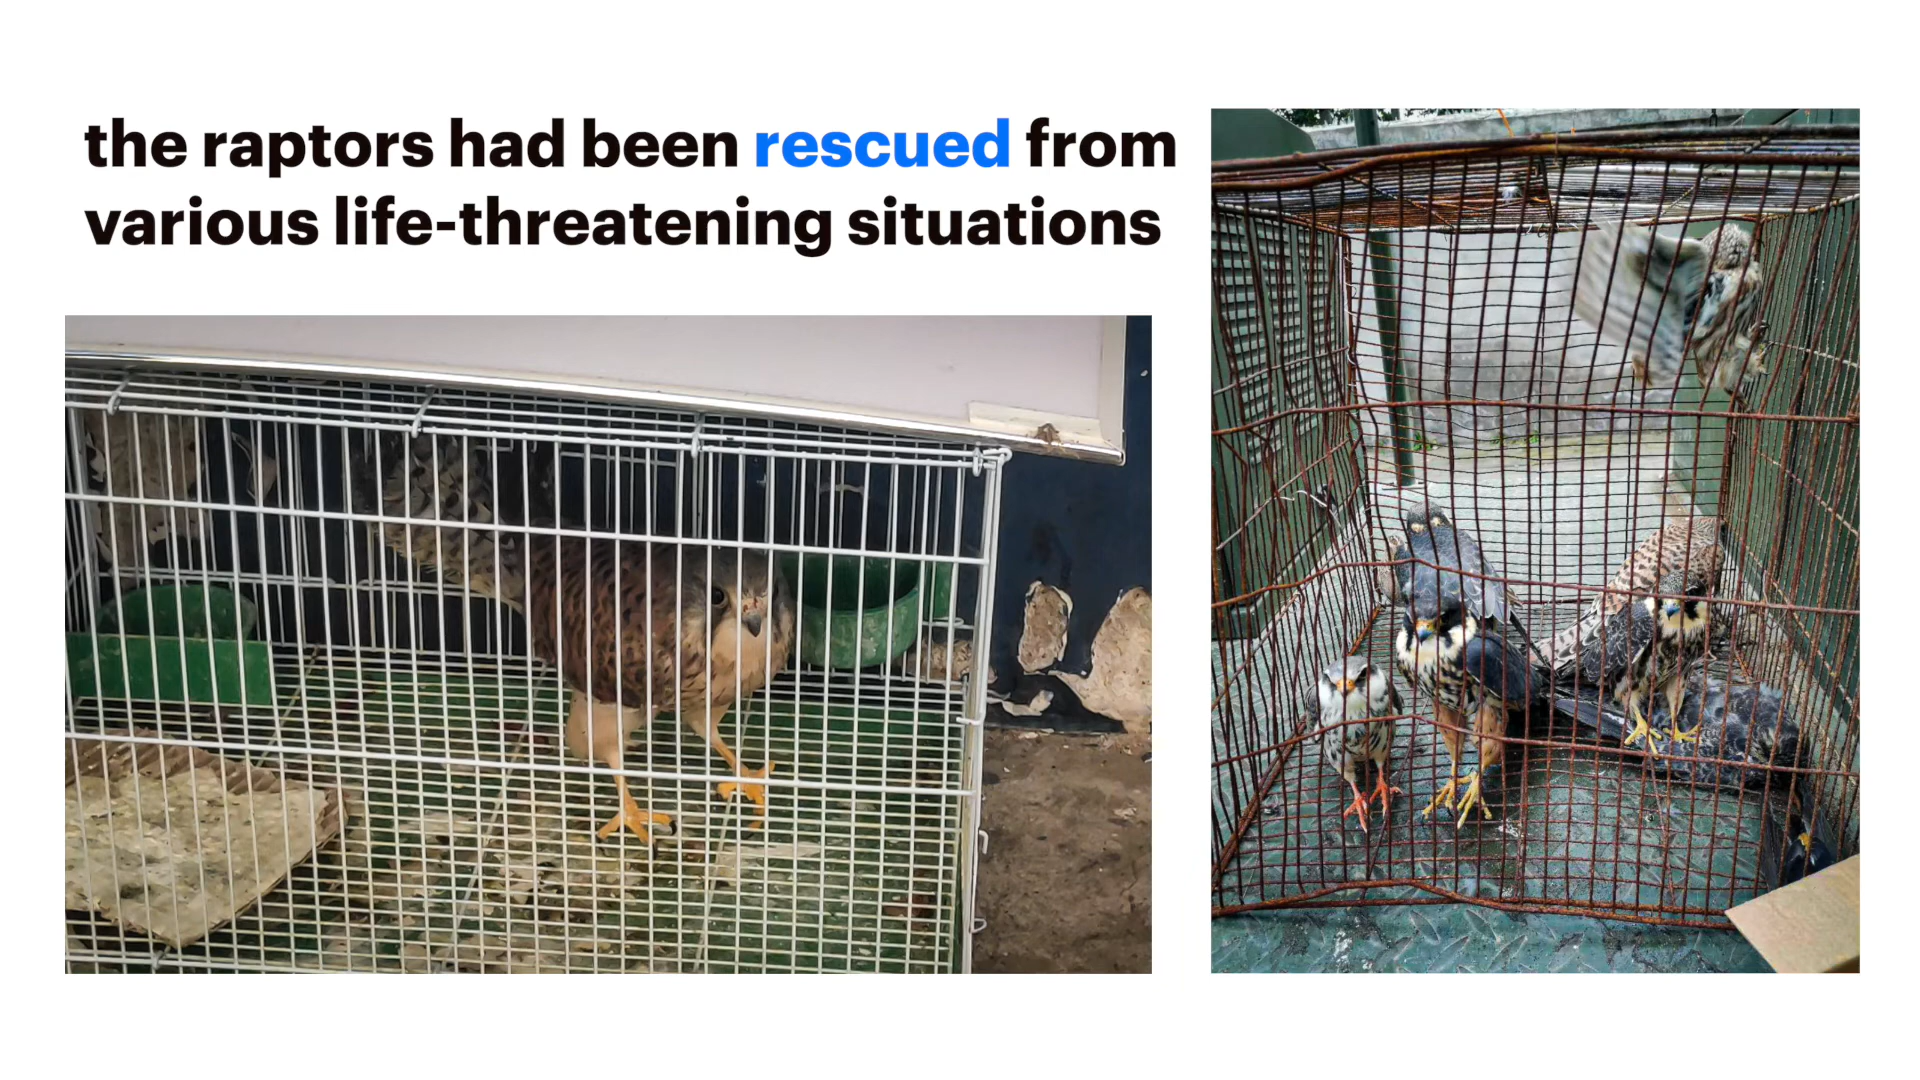 the raptors had been rescued from
various life-threatening situations